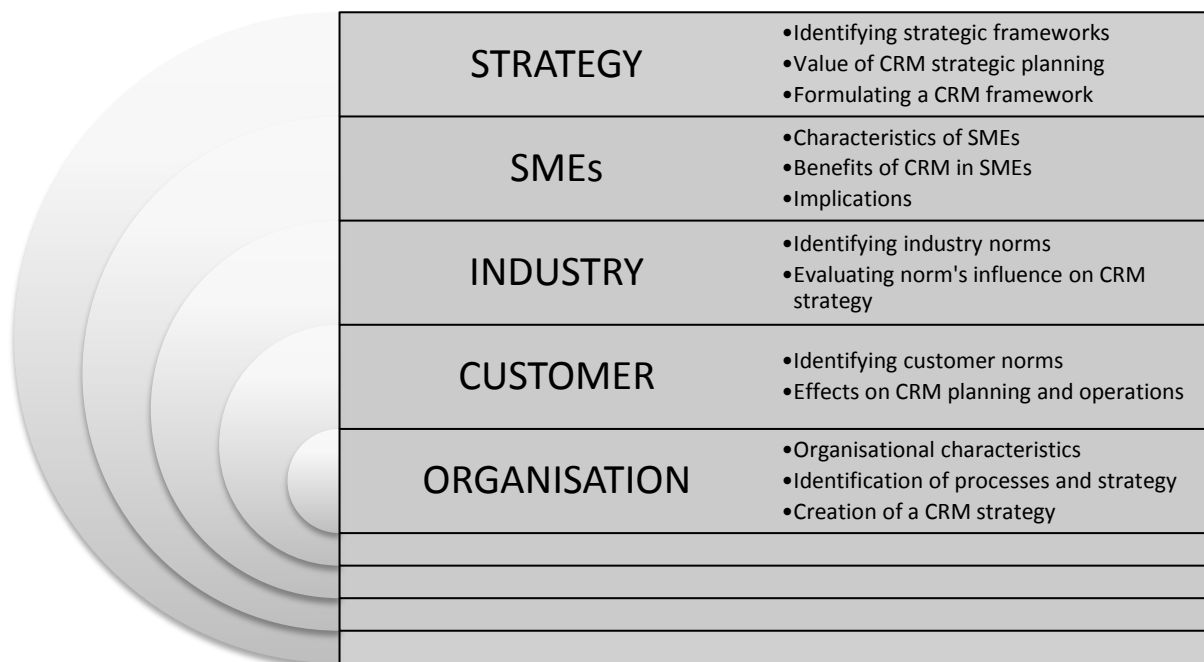 STRATEGY
•Identifying strategic frameworks
•Value of CRM strategic planning
•Formulating a CRM framework
SMEs
•Characteristics of SMEs
•Benefits of CRM in SMEs
•Implications
INDUSTRY
•Identifying industry norms
•Evaluating norm's influence on CRM
strategy
CUSTOMER
•Identifying customer norms
•Effects on CRM planning and operations
ORGANISATION
•Organisational characteristics
•Identification of processes and strategy
•Creation of a CRM strategy